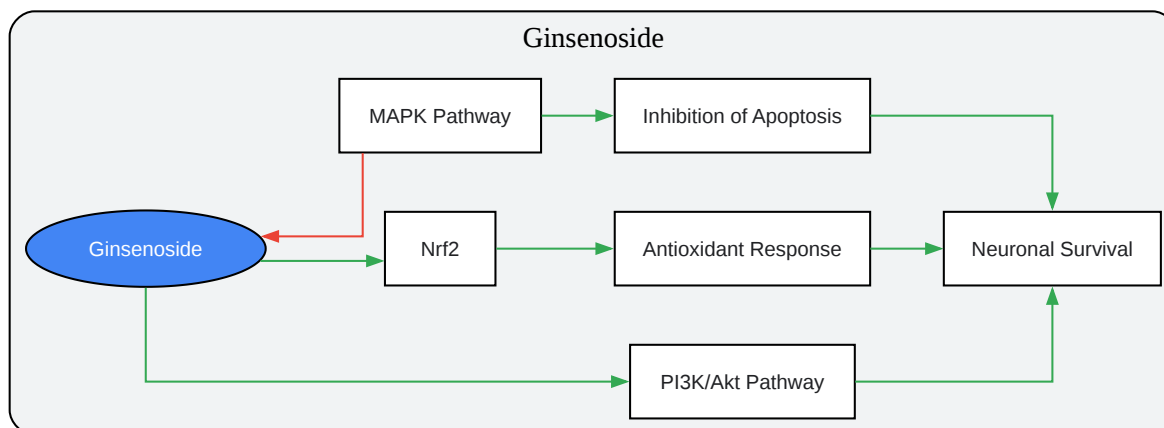 Ginsenoside
MAPK Pathway
Inhibition of Apoptosis
Ginsenoside
Nrf2
Antioxidant Response
Neuronal Survival
PI3K/Akt Pathway